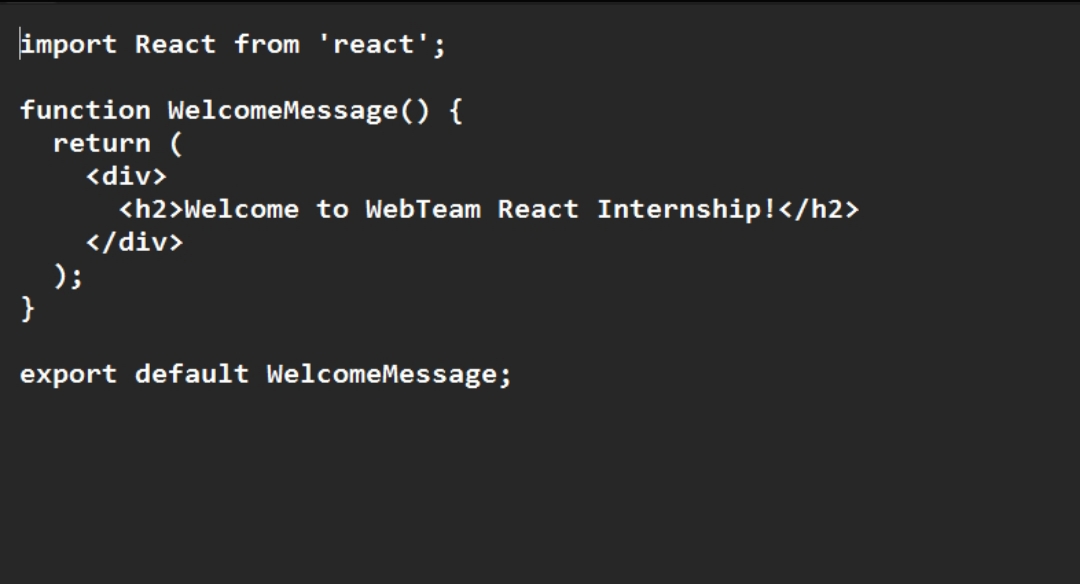 import React from 'react';

function WelcomeMessage() {
  return (
    <div>
      <h2>Welcome to WebTeam React Internship!</h2>
    </div>
  );
}

export default WelcomeMessage;